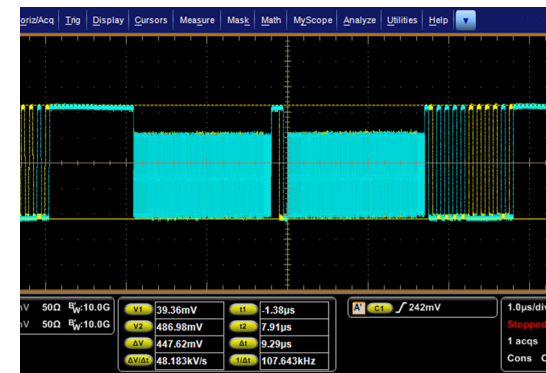 oriz/Acq Trig Display Cursors Measure Mask Math MyScope Analyze Utilities Help
V 50Ω BW:10.0G
V 50Ω BW:10.0G
V1 39.36mV
V2 486.98mV
ΔV 447.62mV
ΔV/Δt 48.183kV/s
t1 -1.38μs
t2 7.91μs
Δt 9.29μs
1/Δt 107.643kHz
A' C1 242mV
1.0μs/div
Stopped
1 acqs
Cons